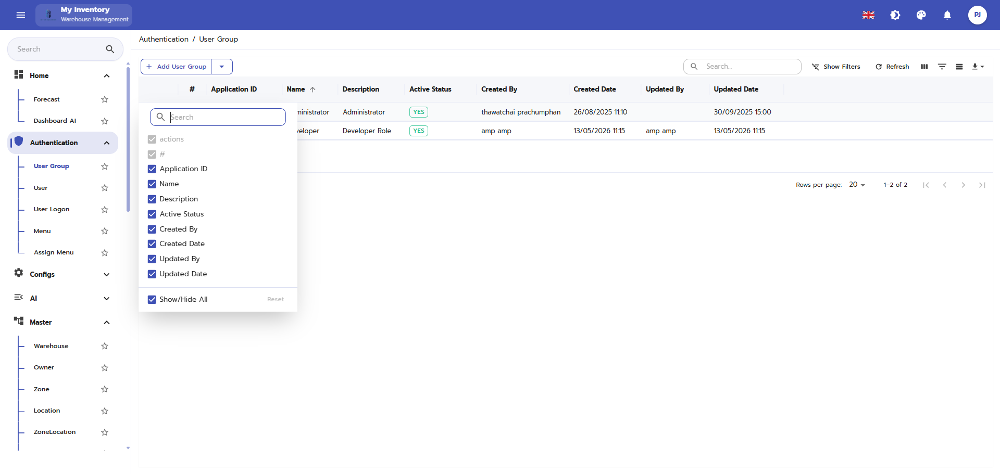 My Inventory
Warehouse Management
PJ
Search
Home
Forecast
Dashboard AI
Authentication
User Group
User
User Logon
Menu
Assign Menu
Configs
AI
Master
Warehouse
Owner
Zone
Location
ZoneLocation
Authentication / User Group
Add User Group
Search...
Show Filters
Refresh
# Application ID Name Description Active Status Created By Created Date Updated By Updated Date
ministrator Administrator YES thawatchai prachumphan 26/08/2025 11:10 30/09/2025 15:00
veloper Developer Role YES amp amp 13/05/2026 11:15 amp amp 13/05/2026 11:15
Rows per page: 20 1–2 of 2
Search
actions
#
Application ID
Name
Description
Active Status
Created By
Created Date
Updated By
Updated Date
Show/Hide All Reset